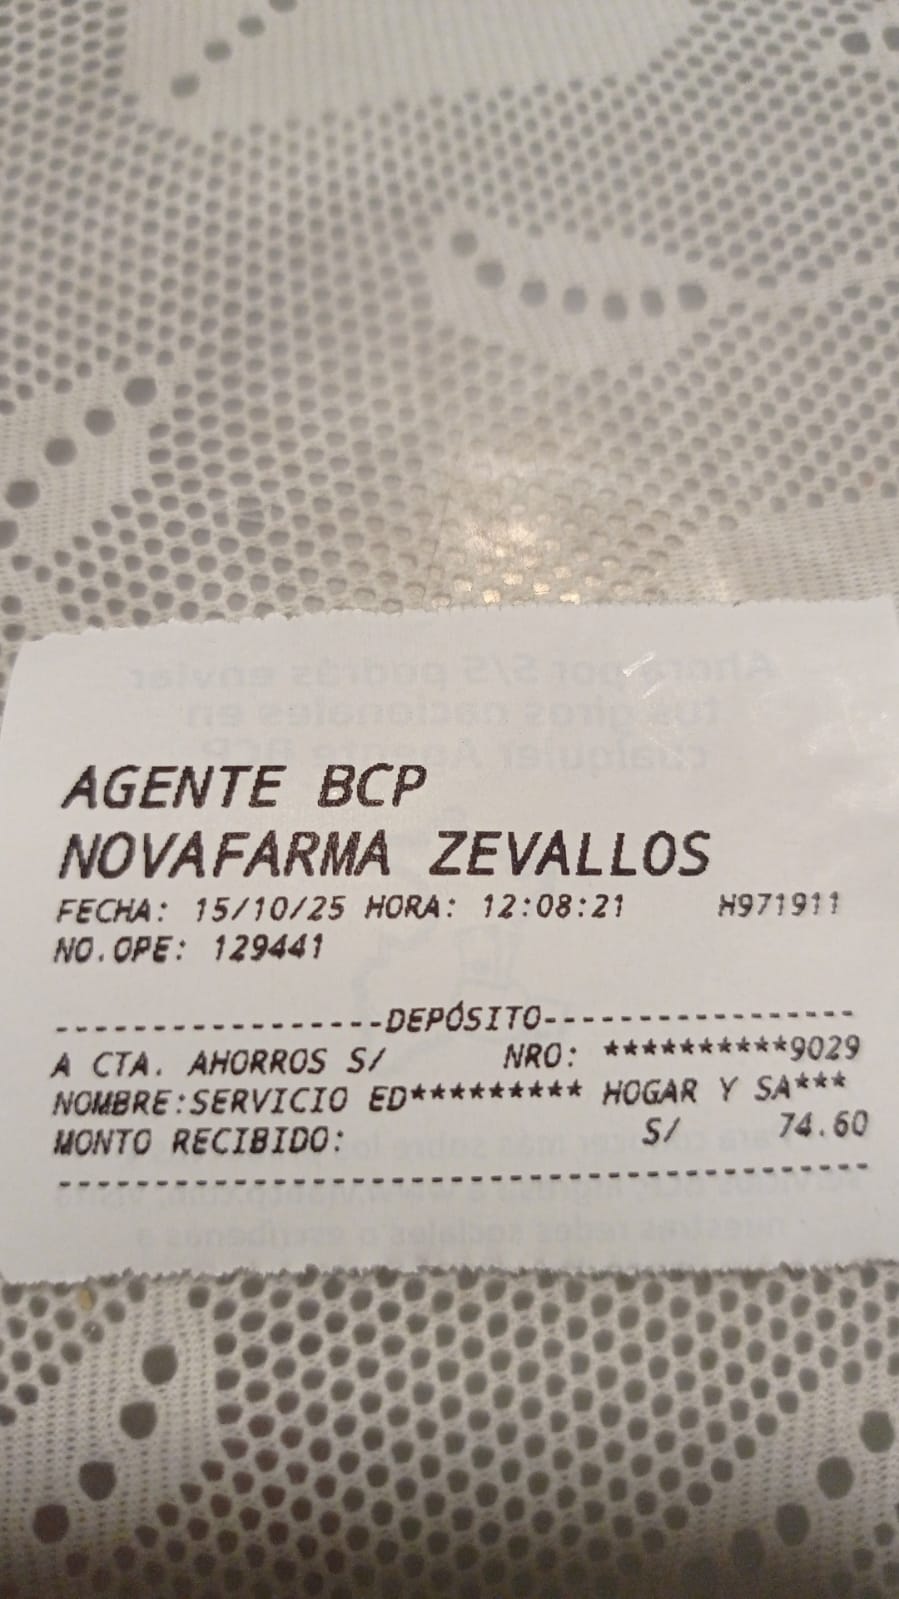 AGENTE BCP
NOVAFARMA ZEVALLOS
FECHA: 15/10/25 HORA: 12:08:21 H971911
NO.OPE: 129441
-----------------DEPÓSITO----------------
A CTA. AHORROS S/ NRO: **********9029
NOMBRE:SERVICIO ED********* HOGAR Y SA***
MONTO RECIBIDO: S/ 74.60
------------------------------------------